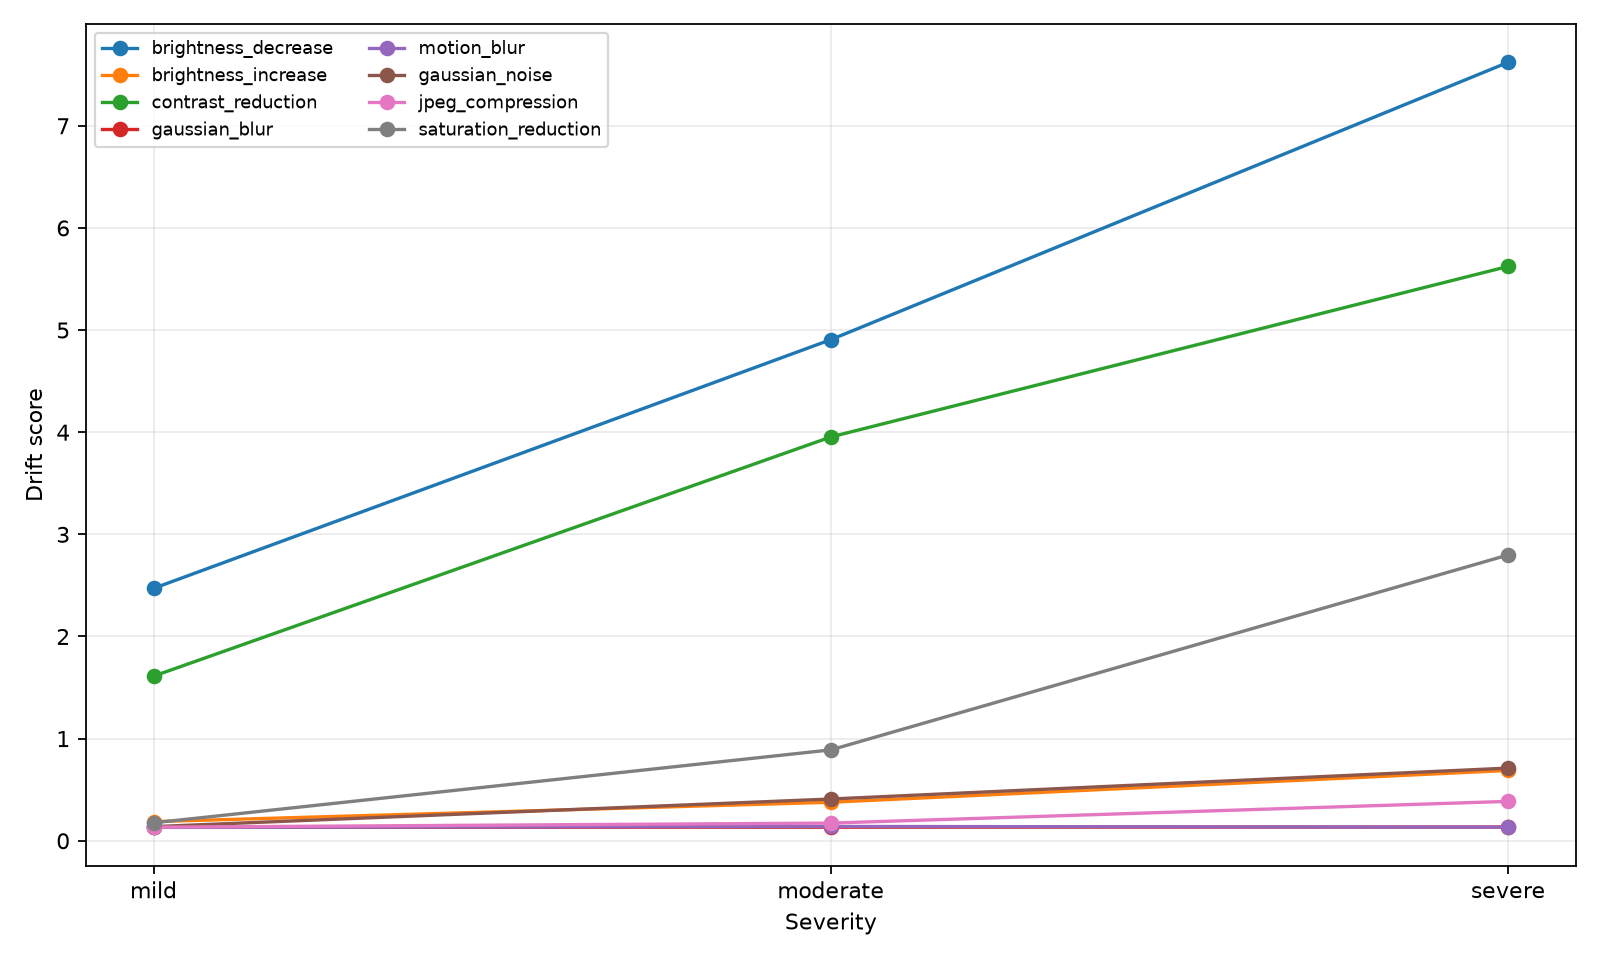 brightness_decrease
brightness_increase
contrast_reduction
gaussian_blur
motion_blur
gaussian_noise
jpeg_compression
saturation_reduction
7
6
5
4
3
2
1
0
Drift score
mild
moderate
severe
Severity